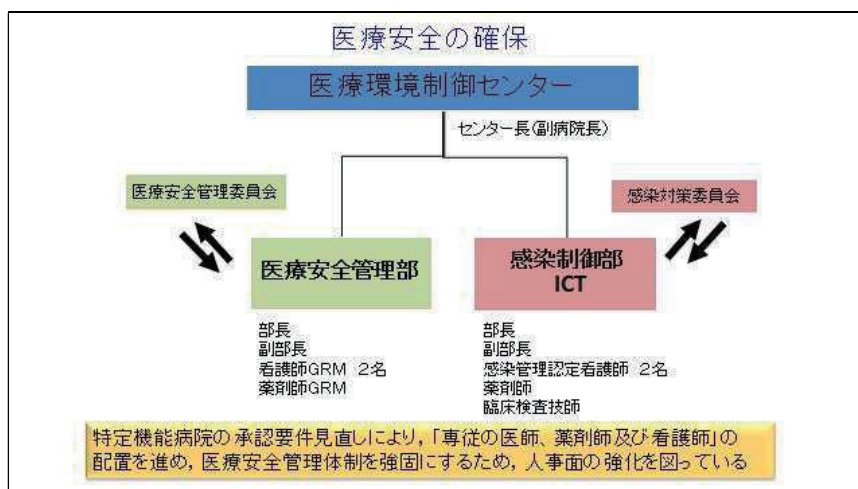 医療安全の確保
医療環境制御センター
センター長(副病院長)
医療安全管理委員会
感染対策委員会
医療安全管理部
感染制御部
ICT
部長
副部長
看護師GRM 2名
薬剤師GRM
部長
副部長
感染管理認定看護師 2名
薬剤師
臨床検査技師
特定機能病院の承認要件見直しにより,「専従の医師、薬剤師及び看護師」の
配置を進め,医療安全管理体制を強固にするため,人事面の強化を図っている